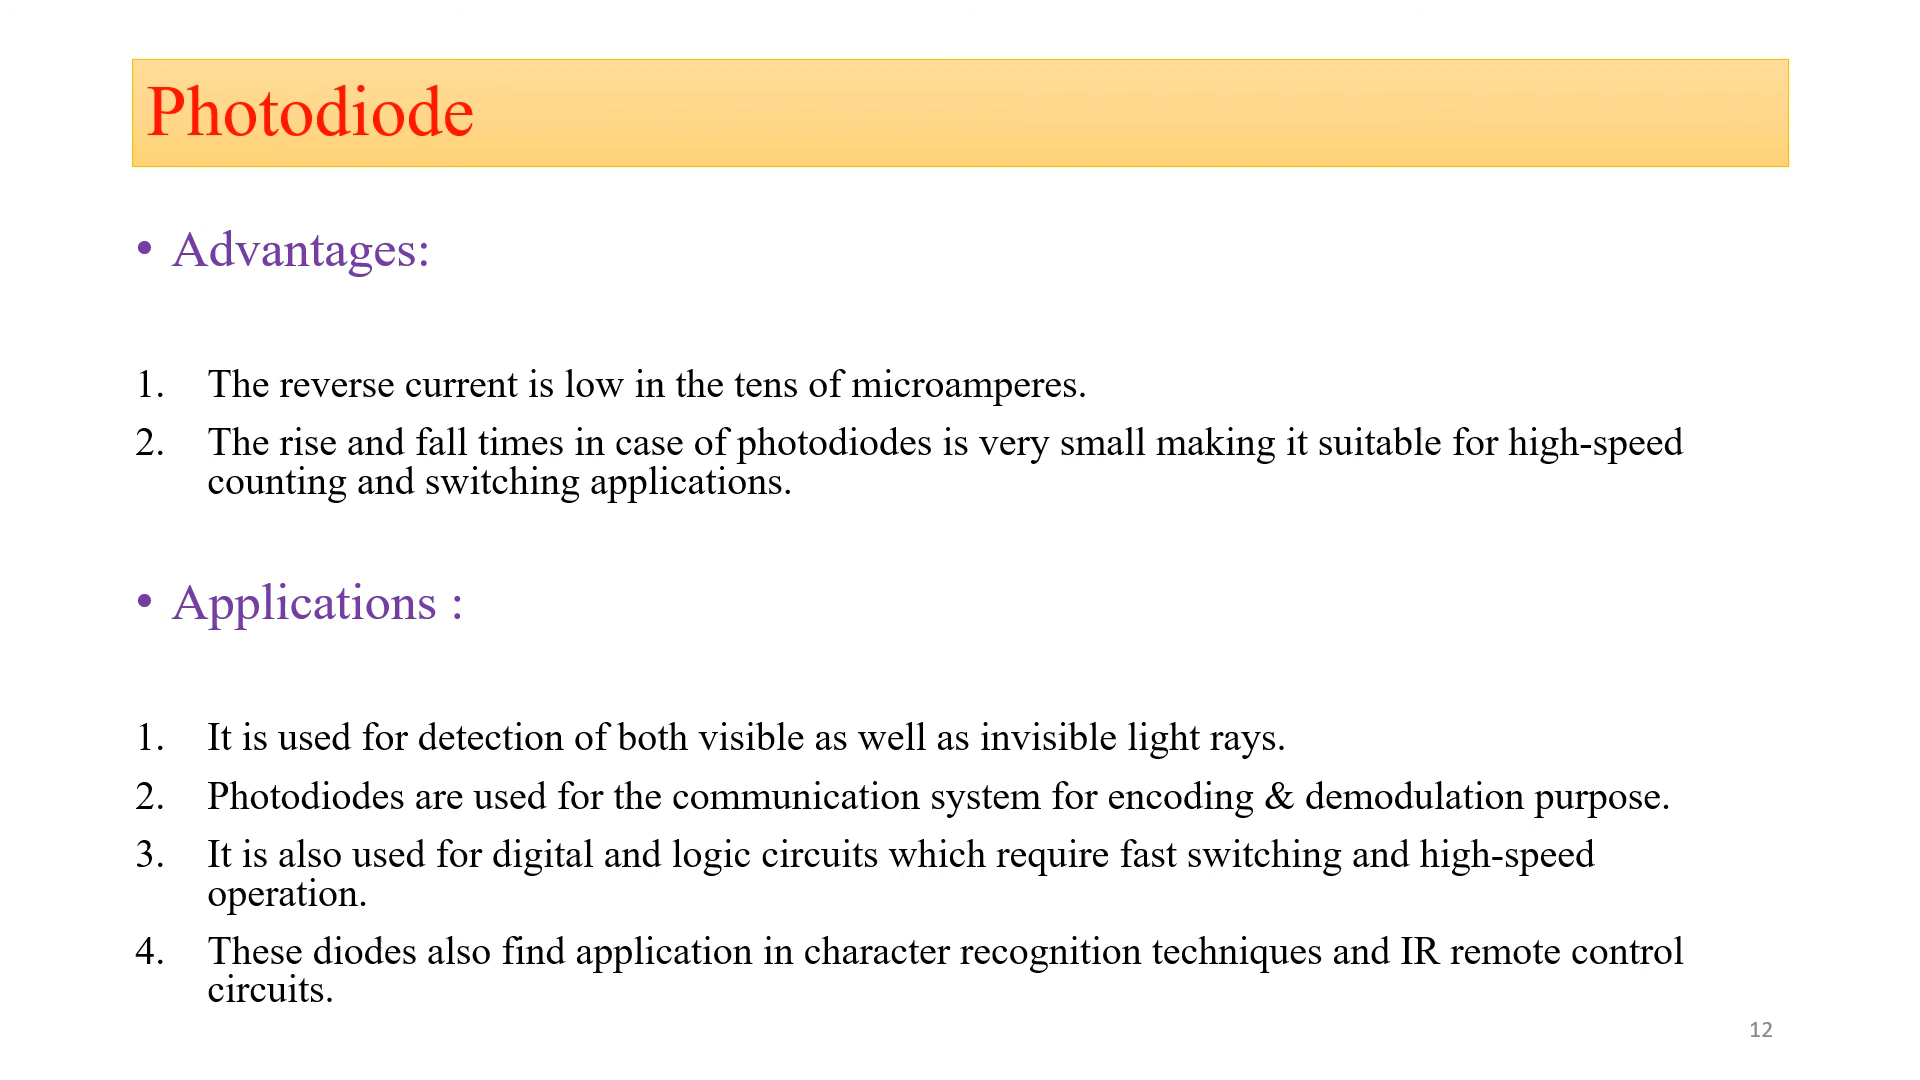 Photodiode
• Advantages:
1. The reverse current is low in the tens of microamperes.
2. The rise and fall times in case of photodiodes is very small making it suitable for high-speed
counting and switching applications.
• Applications :
1. It is used for detection of both visible as well as invisible light rays.
2. Photodiodes are used for the communication system for encoding & demodulation purpose.
3. It is also used for digital and logic circuits which require fast switching and high-speed
operation.
4. These diodes also find application in character recognition techniques and IR remote control
circuits.
12